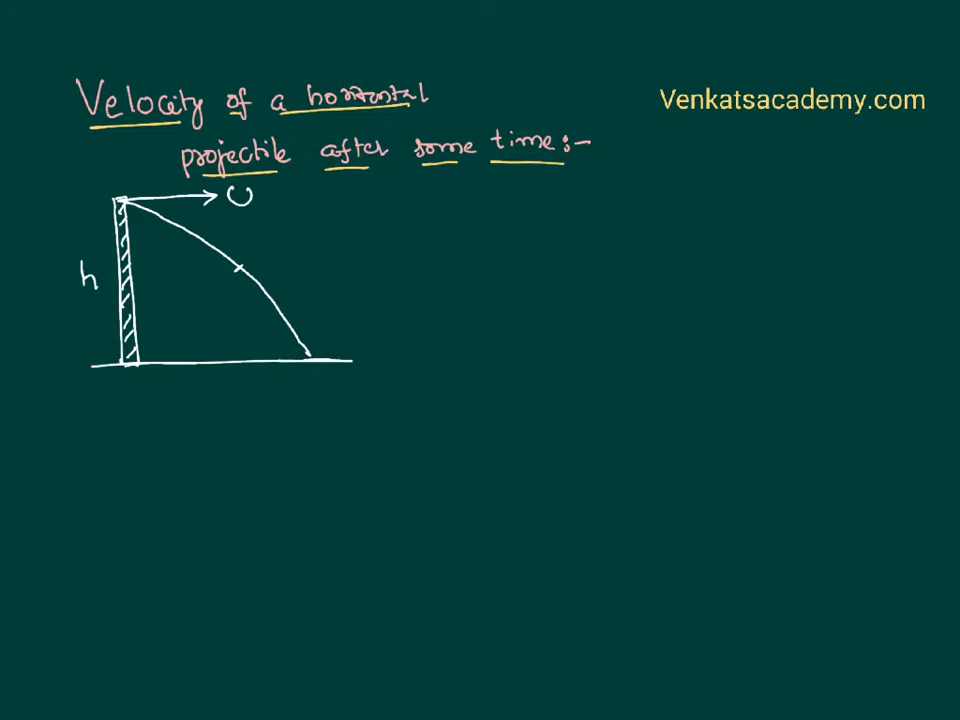 Velocity of a horizontal
Venkatsacademy.com
projectile after some time:-
U
h